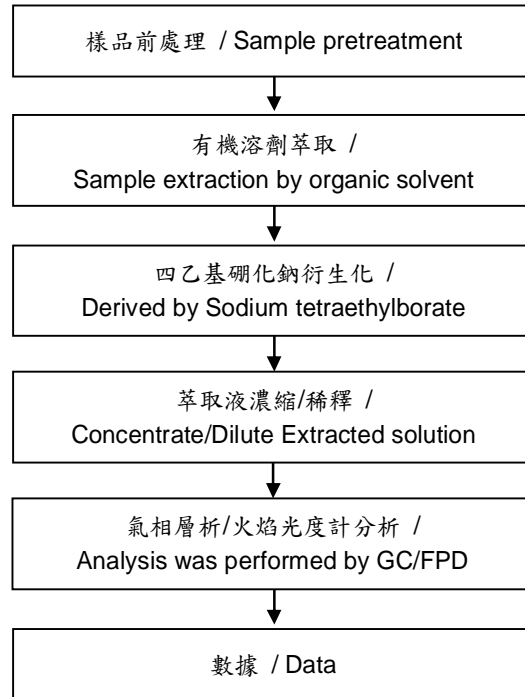 樣品前處理 / Sample pretreatment
有機溶劑萃取 /
Sample extraction by organic solvent
四乙基硼化鈉衍生化 /
Derived by Sodium tetraethylborate
萃取液濃縮/稀釋 /
Concentrate/Dilute Extracted solution
氣相層析/火焰光度計分析 /
Analysis was performed by GC/FPD
數據 / Data